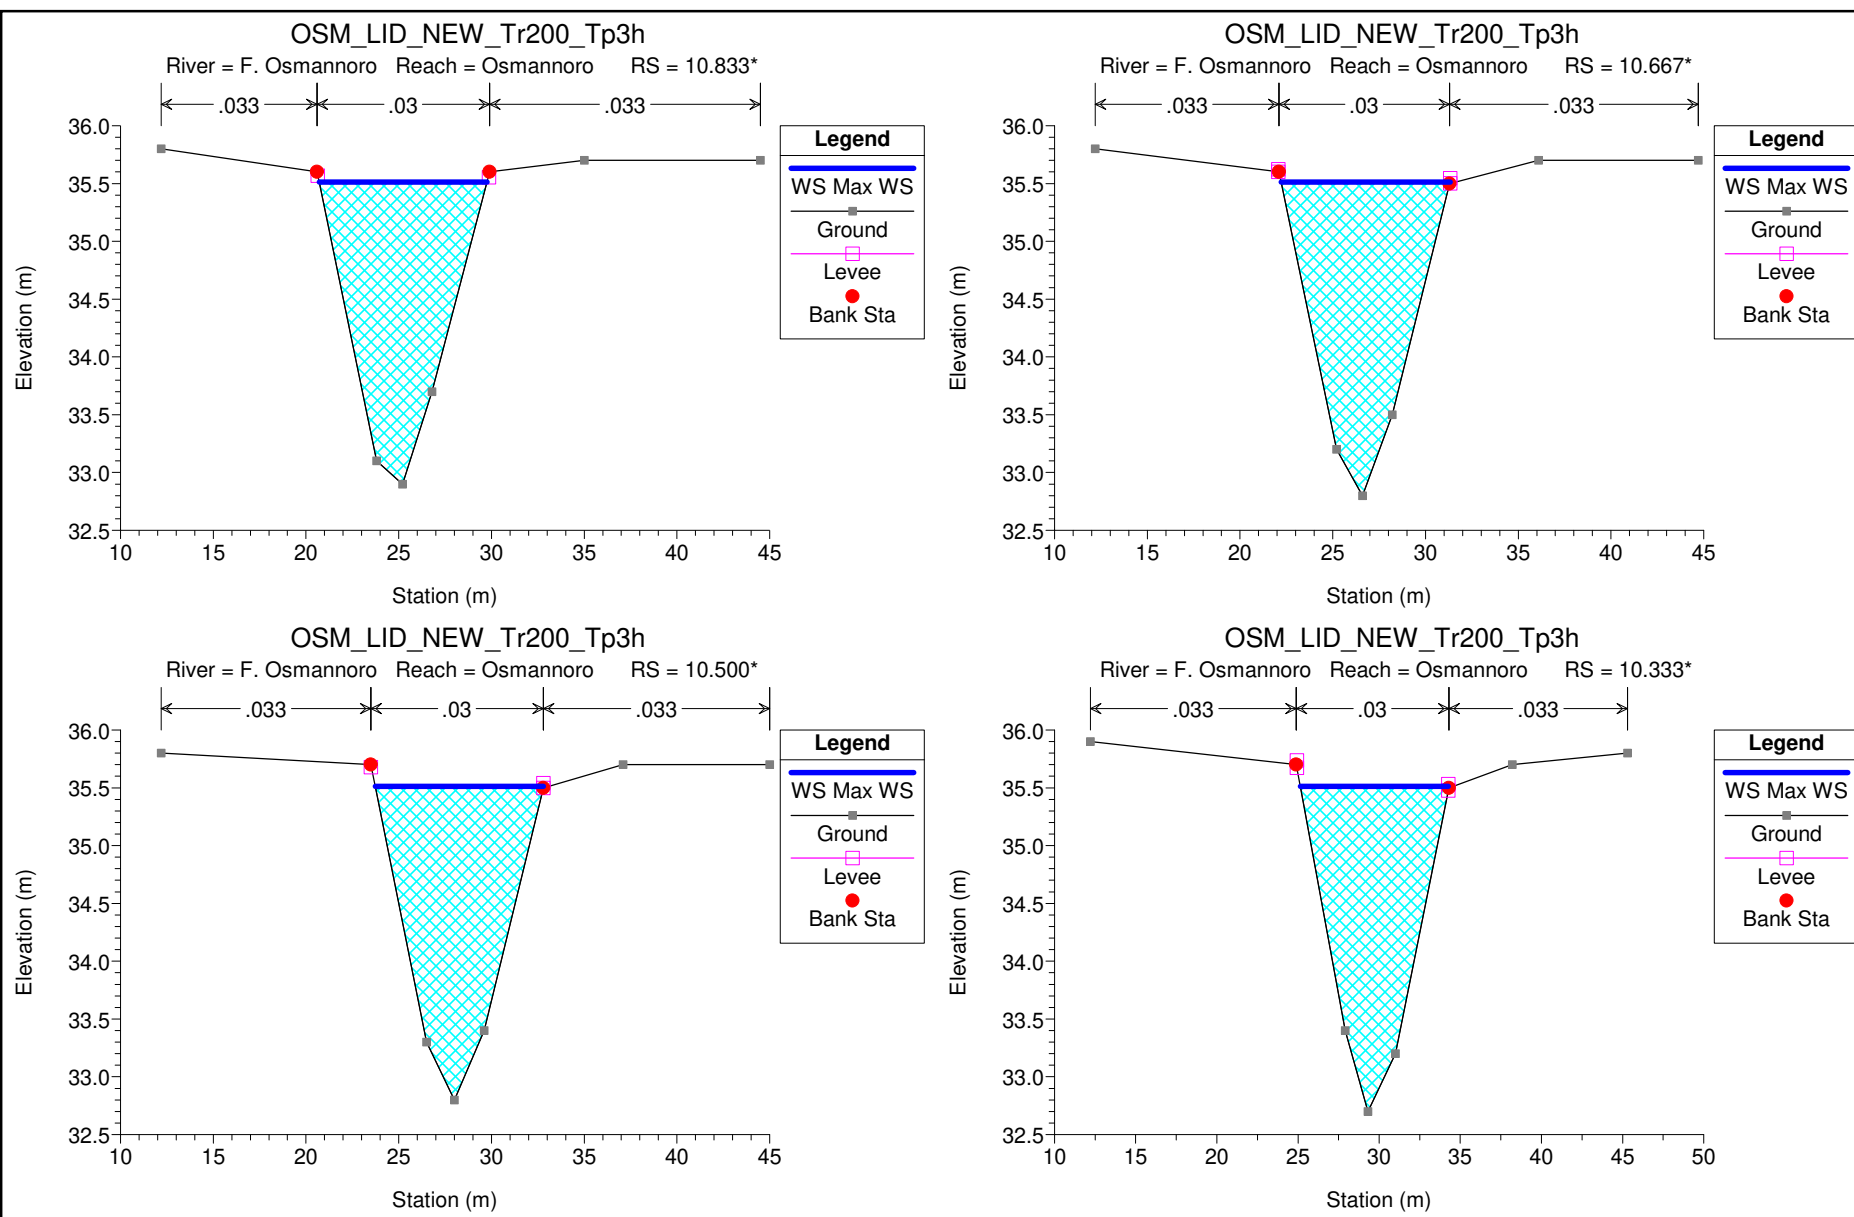 OSM_LID_NEW_Tr200_Tp3h
River = F. Osmannoro Reach = Osmannoro RS = 10.833*
.033 .03 .033
36.0
35.5
35.0
34.5
34.0
33.5
33.0
32.5
Elevation (m)
10 15 20 25 30 35 40 45
Station (m)
Legend
WS Max WS
Ground
Levee
Bank Sta
OSM_LID_NEW_Tr200_Tp3h
River = F. Osmannoro Reach = Osmannoro RS = 10.667*
.033 .03 .033
36.0
35.5
35.0
34.5
34.0
33.5
33.0
32.5
Elevation (m)
10 15 20 25 30 35 40 45
Station (m)
Legend
WS Max WS
Ground
Levee
Bank Sta
OSM_LID_NEW_Tr200_Tp3h
River = F. Osmannoro Reach = Osmannoro RS = 10.500*
.033 .03 .033
36.0
35.5
35.0
34.5
34.0
33.5
33.0
32.5
Elevation (m)
10 15 20 25 30 35 40 45
Station (m)
Legend
WS Max WS
Ground
Levee
Bank Sta
OSM_LID_NEW_Tr200_Tp3h
River = F. Osmannoro Reach = Osmannoro RS = 10.333*
.033 .03 .033
36.0
35.5
35.0
34.5
34.0
33.5
33.0
32.5
Elevation (m)
10 15 20 25 30 35 40 45 50
Station (m)
Legend
WS Max WS
Ground
Levee
Bank Sta